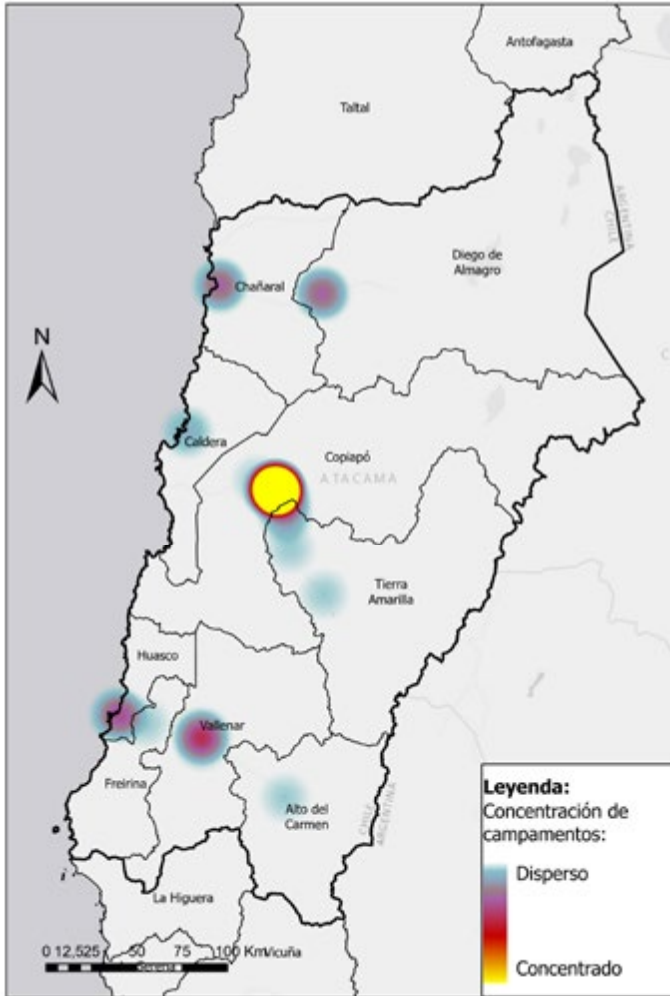 Antofagasta
Taltal
ARGENTINA
CHILE
Diego de
Almagro
Chañaral
N
Caldera
Copiapó
ATACAMA
Tierra
Amarilla
Huasco
Vallenar
Freirina
Alto del
Carmen
CHILE
ARGENTINA
La Higuera
Vicuña
0 12,525 50 75 100 Km
Leyenda:
Concentración de
campamentos:
Disperso
Concentrado